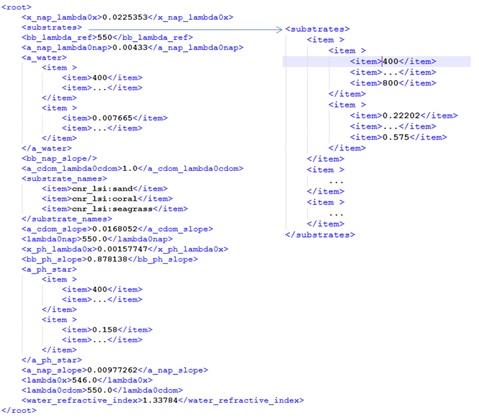 <root>
<x_nap_lambda0x>0.0225353</x_nap_lambda0x>
<substrates>
<bb_lambda_ref>550</bb_lambda_ref>
<a_nap_lambda0nap>0.00433</a_nap_lambda0nap>
<a_water>
<item >
<item>400</item>
<item>...</item>
</item>
<item >
<item>0.007665</item>
<item>...</item>
</item>
</a_water>
<bb_nap_slope/>
<a_cdom_lambda0cdom>1.0</a_cdom_lambda0cdom>
<substrate_names>
<item>cnr_lsi:sand</item>
<item>cnr_lsi:coral</item>
<item>cnr_lsi:seagrass</item>
</substrate_names>
<a_cdom_slope>0.0168052</a_cdom_slope>
<lambda0nap>550.0</lambda0nap>
<x_ph_lambda0x>0.00157747</x_ph_lambda0x>
<bb_ph_slope>0.878138</bb_ph_slope>
<a_ph_star>
<item >
<item>400</item>
<item>...</item>
</item>
<item >
<item>0.158</item>
<item>...</item>
</item>
</a_ph_star>
<a_nap_slope>0.00977262</a_nap_slope>
<lambda0x>546.0</lambda0x>
<lambda0cdom>550.0</lambda0cdom>
<water_refractive_index>1.33784</water_refractive_index>
</root>
<substrates>
<item >
<item >
<item>400</item>
<item>...</item>
<item>800</item>
</item>
<item >
<item>0.22202</item>
<item>...</item>
<item>0.575</item>
</item>
</item>
<item >
...
</item>
<item >
...
</item>
</substrates>